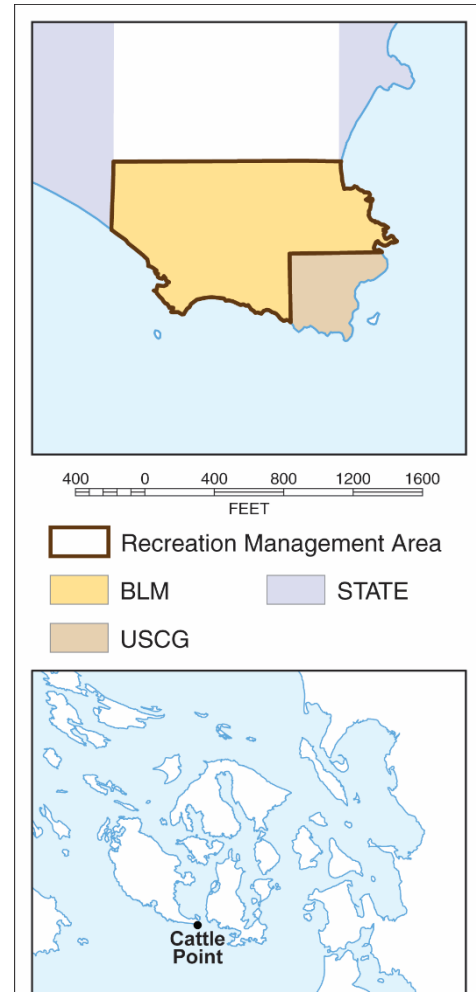 400 0 400 800 1200 1600
FEET
Recreation Management Area
BLM STATE
USCG
Cattle
Point